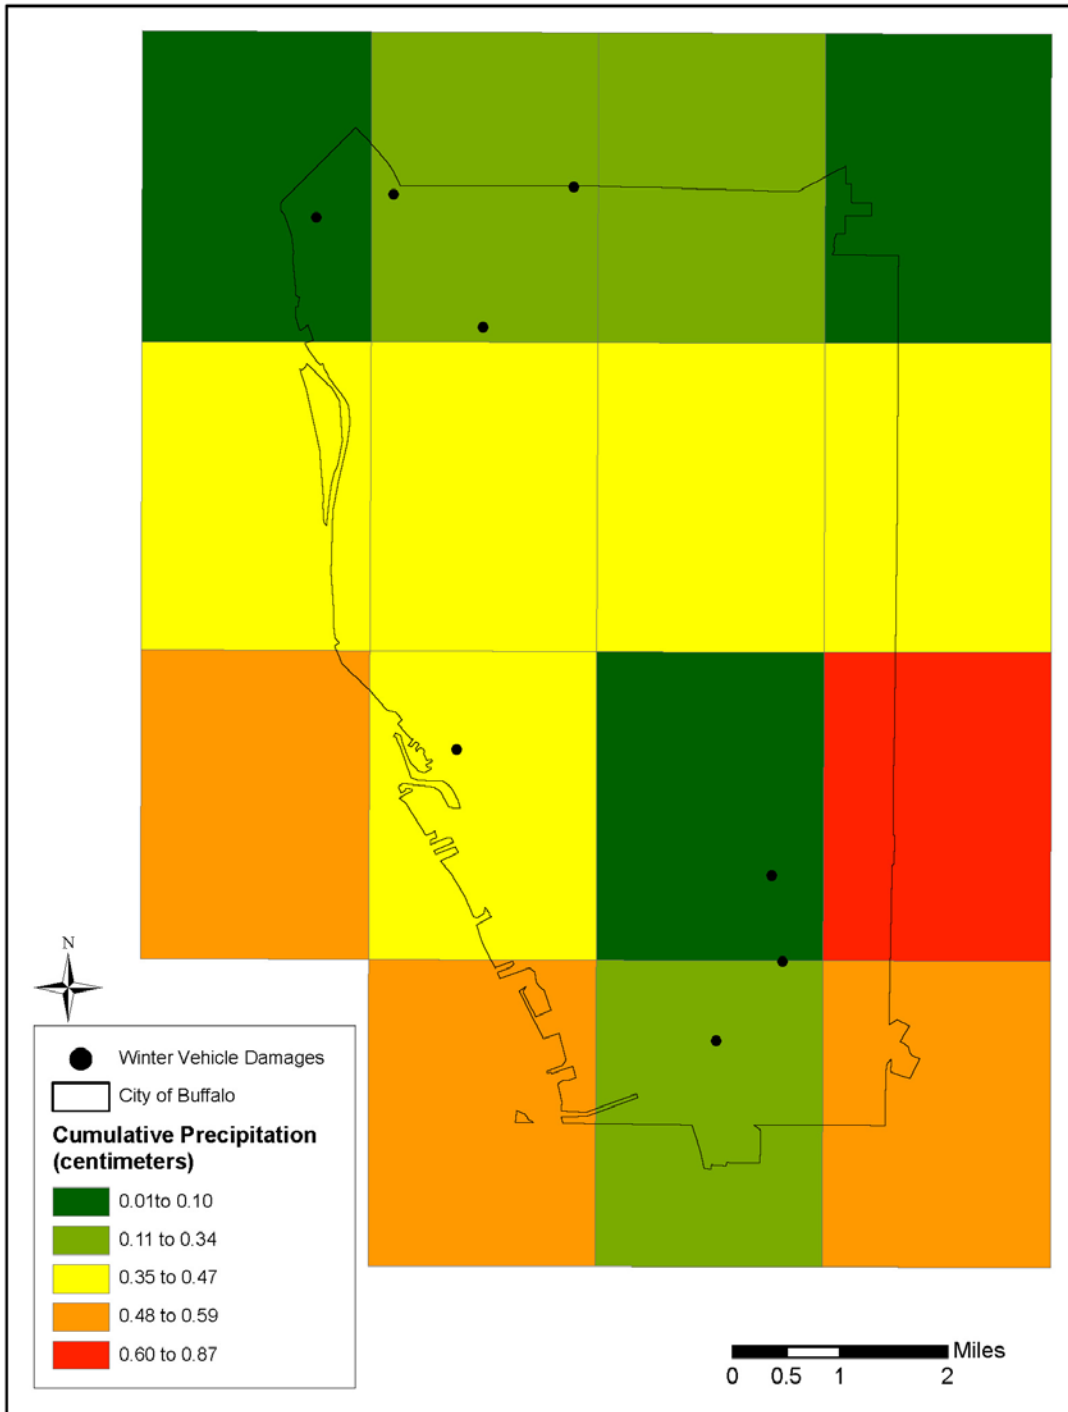 N
Winter Vehicle Damages
City of Buffalo
Cumulative Precipitation
(centimeters)
0.01to 0.10
0.11 to 0.34
0.35 to 0.47
0.48 to 0.59
0.60 to 0.87
Miles
0 0.5 1 2